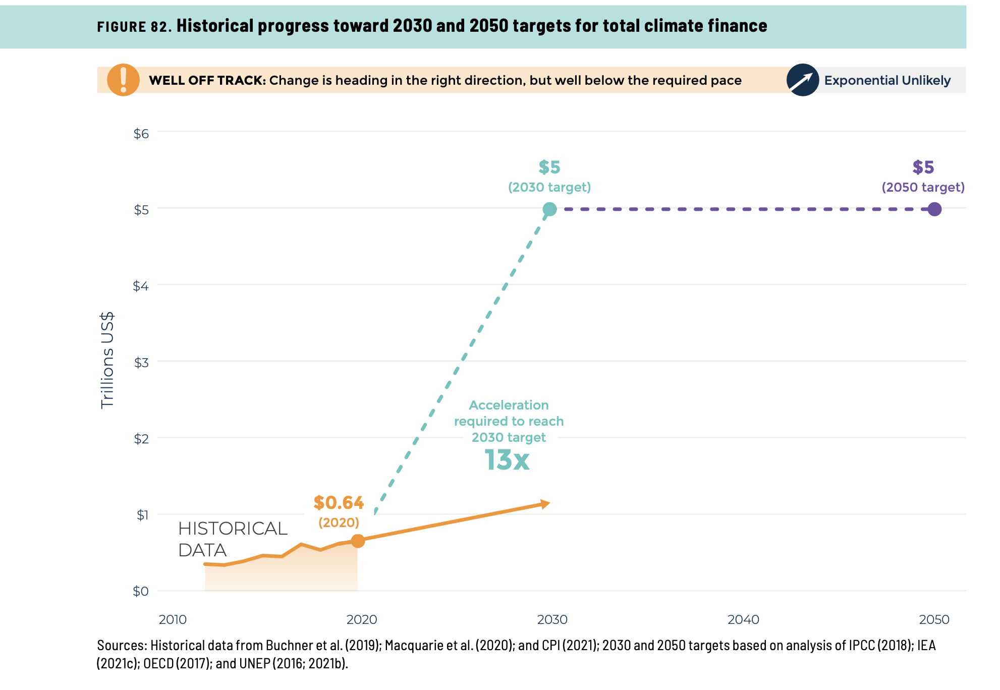 FIGURE 82. Historical progress toward 2030 and 2050 targets for total climate finance
WELL OFF TRACK: Change is heading in the right direction, but well below the required pace
Exponential Unlikely
$6
$5
(2030 target)
$5
(2050 target)
$5
$4
Trillions US$
$3
Acceleration
required to reach
2030 target
13x
$2
$0.64
(2020)
$1
HISTORICAL
DATA
$0
2010
2020
2030
2040
2050
Sources: Historical data from Buchner et al. (2019); Macquarie et al. (2020); and CPI (2021); 2030 and 2050 targets based on analysis of IPCC (2018); IEA
(2021c); OECD (2017); and UNEP (2016; 2021b).